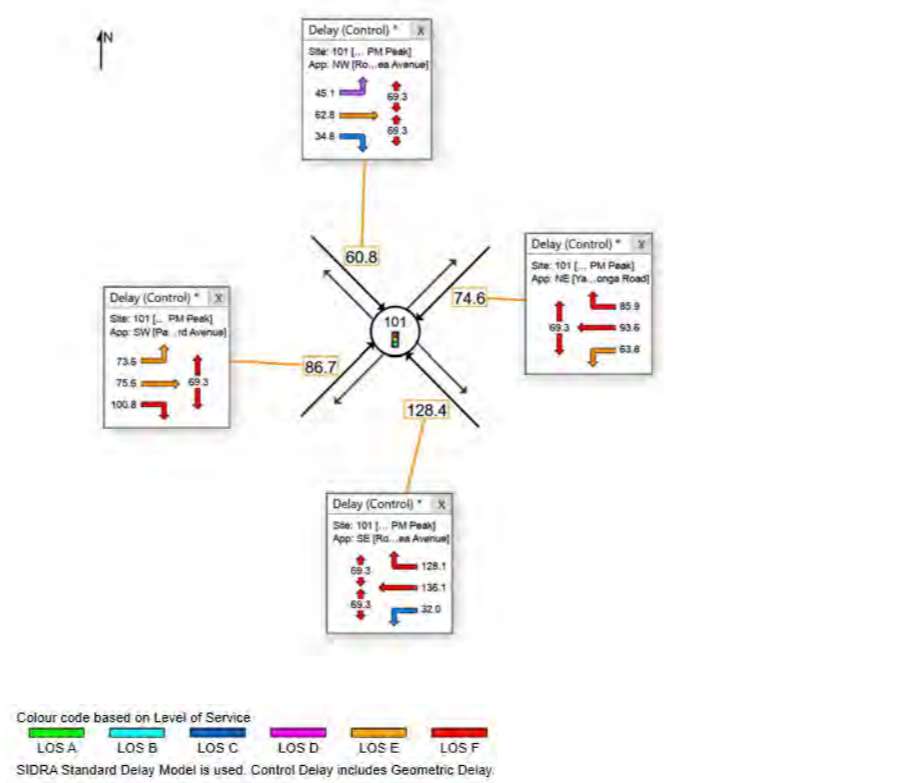 N
Delay (Control) * X
Site: 101 [... PM Peak]
App: NW [Ro...ea Avenue]
45.1
69.3
62.8
69.3
34.8
60.8
Delay (Control) * X
Site: 101 [... PM Peak]
App: NE [Ya...onga Road]
85.9
69.3
93.6
63.8
74.6
Delay (Control) * X
Site: 101 [... PM Peak]
App: SW [Pa...rd Avenue]
73.6
75.6
69.3
100.8
101
86.7
128.4
Delay (Control) * X
Site: 101 [... PM Peak]
App: SE [Ro...ea Avenue]
128.1
69.3
136.1
69.3
32.0
Colour code based on Level of Service
LOS A LOS B LOS C LOS D LOS E LOS F
SIDRA Standard Delay Model is used. Control Delay includes Geometric Delay.